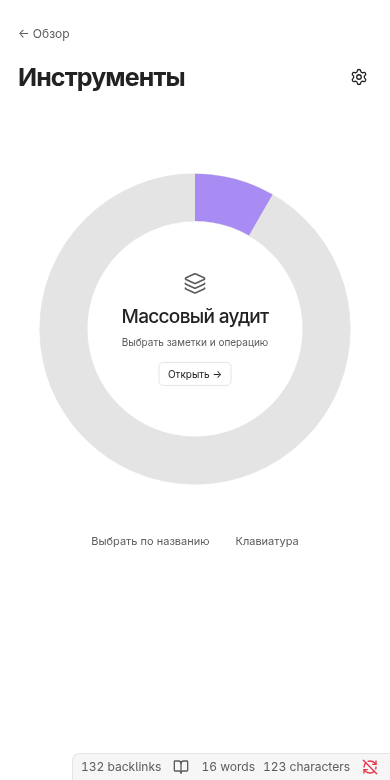 ← Обзор
Инструменты
Массовый аудит
Выбрать заметки и операцию
Открыть →
Выбрать по названию Клавиатура
132 backlinks 16 words 123 characters